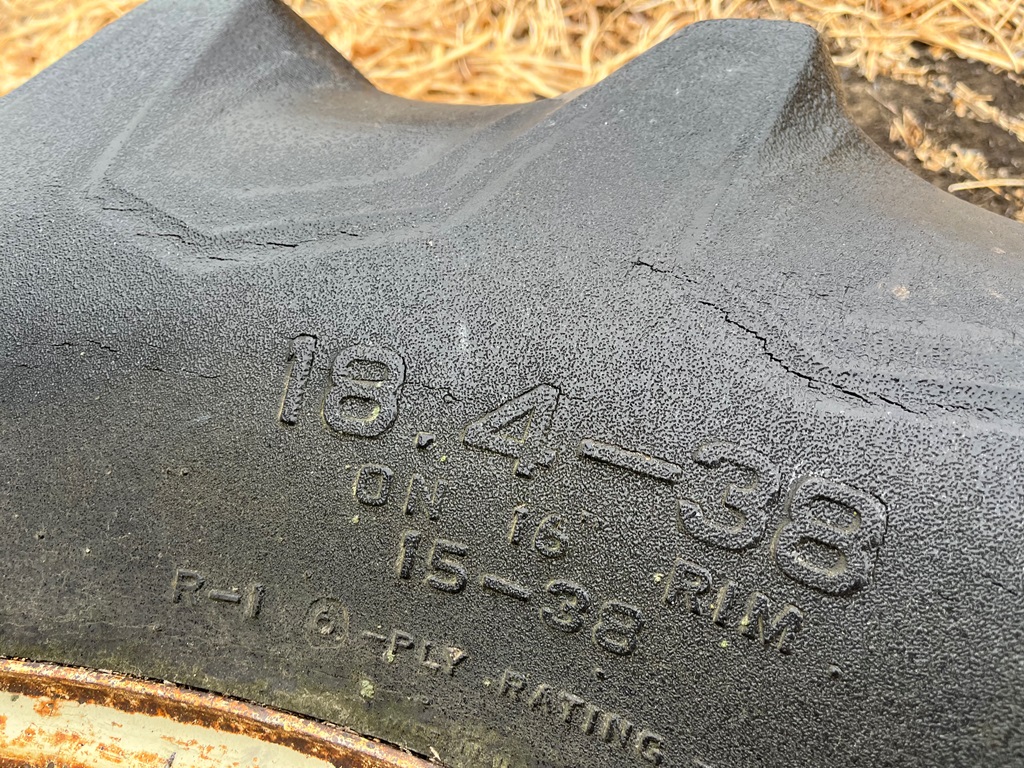 18.4-38
ON 16" RIM
15-38
R-1 6-PLY RATING